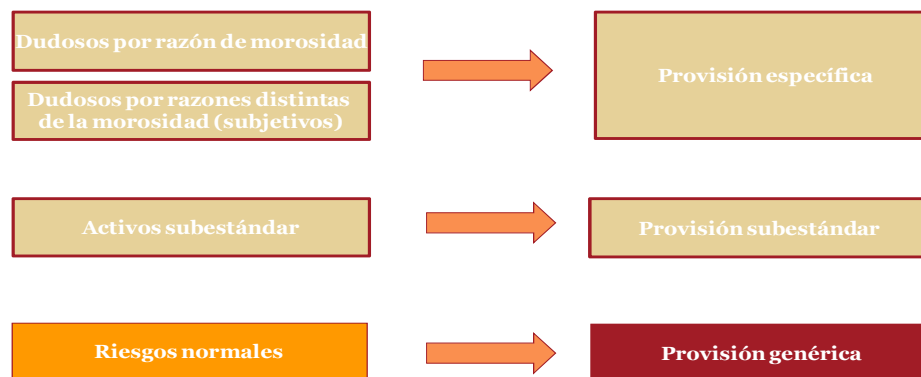 Dudosos por razón de morosidad
Dudosos por razones distintas
de la morosidad (subjetivos)
Provisión específica
Activos subestándar
Provisión subestándar
Riesgos normales
Provisión genérica